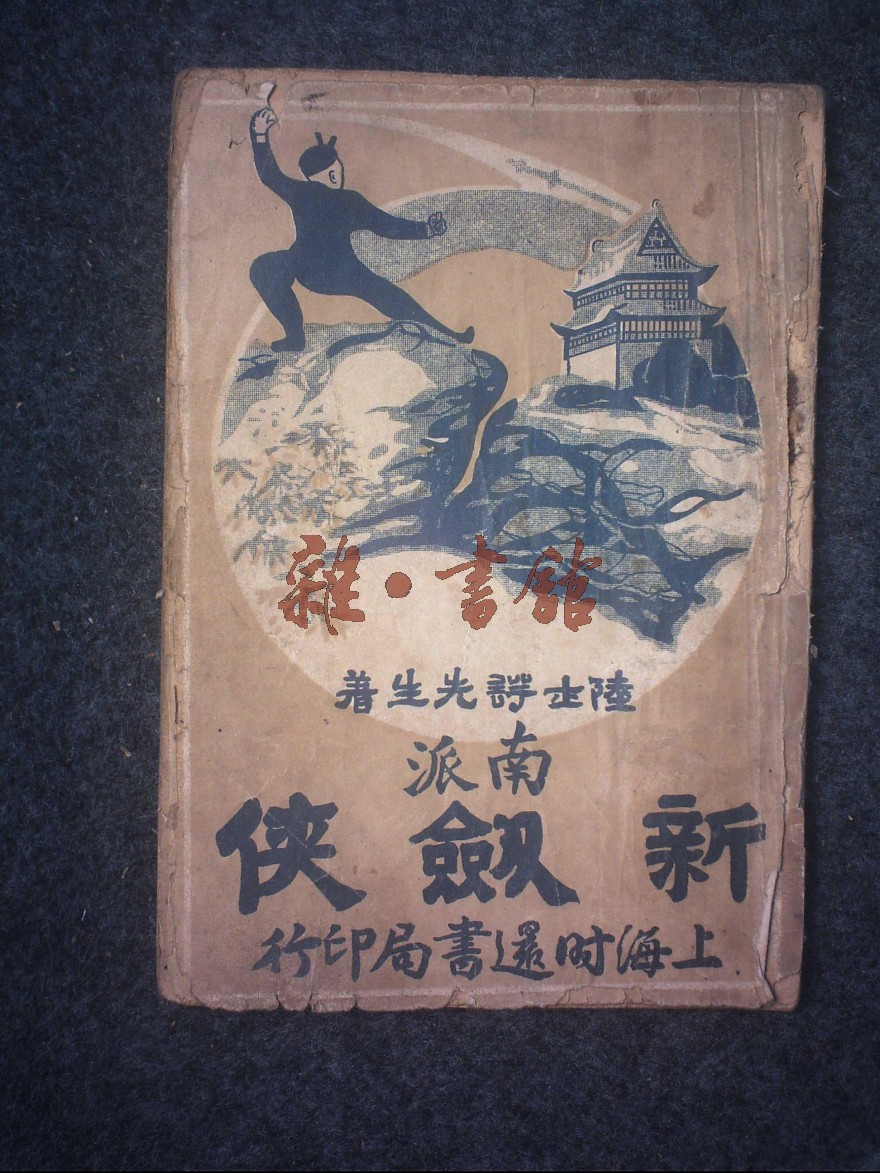 雜·書館
陸士諤先生著
南派
新劍俠
上海时還書局印行